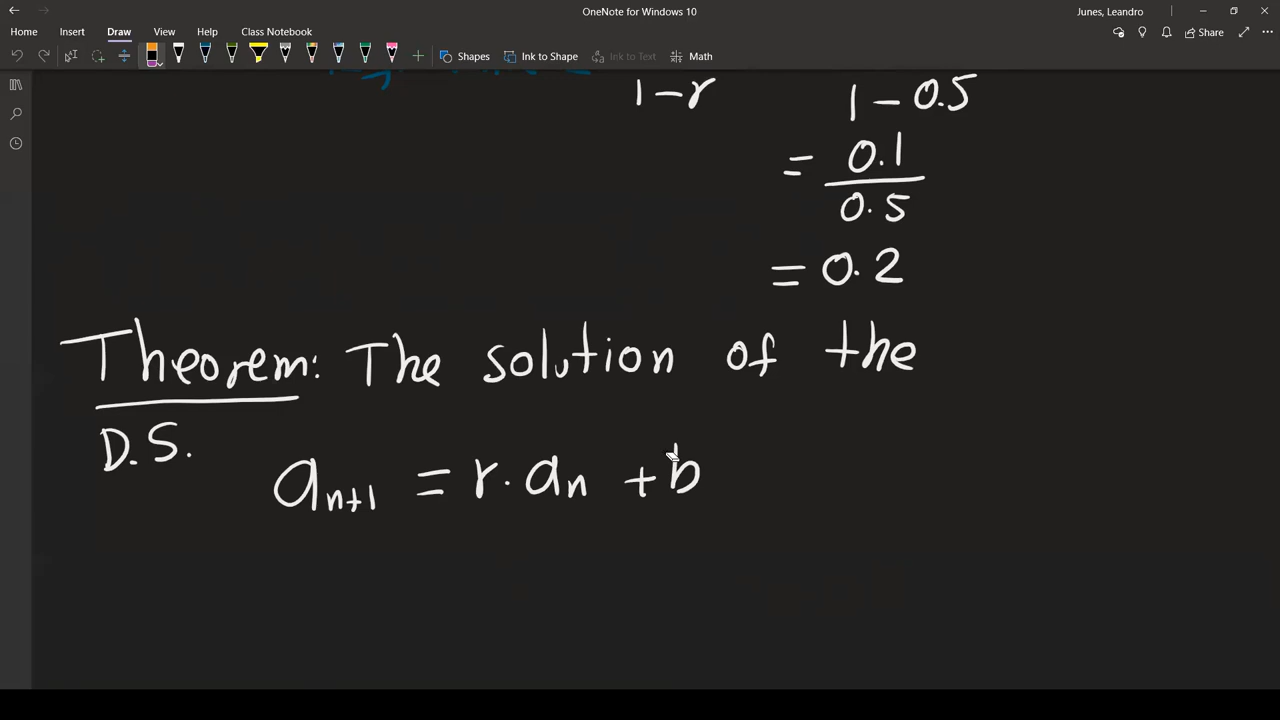 OneNote for Windows 10
Junes, Leandro
Home Insert Draw View Help Class Notebook
Share
Shapes Ink to Shape Ink to Text Math
1-r
1-0.5
= 0.1
0.5
= 0.2
Theorem: The solution of the
D.S.
aₙ₊₁ = r·aₙ + b